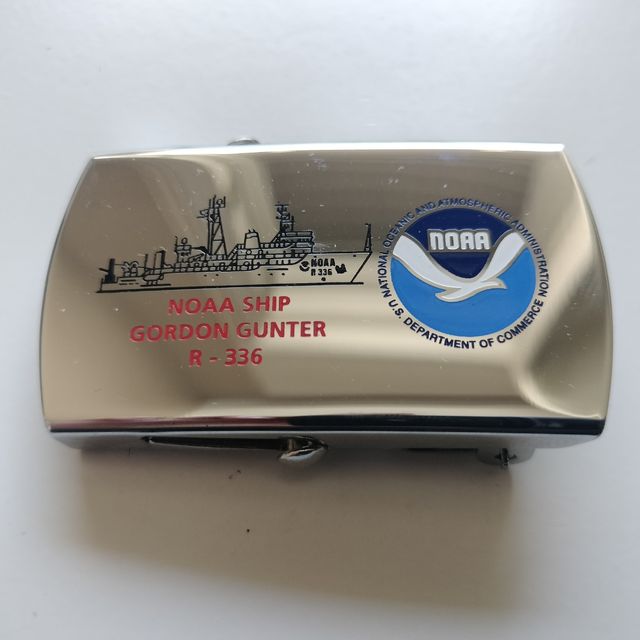 NOAA
R 336
NOAA SHIP
GORDON GUNTER
R - 336
NOAA
NATIONAL OCEANIC AND ATMOSPHERIC ADMINISTRATION
U.S. DEPARTMENT OF COMMERCE